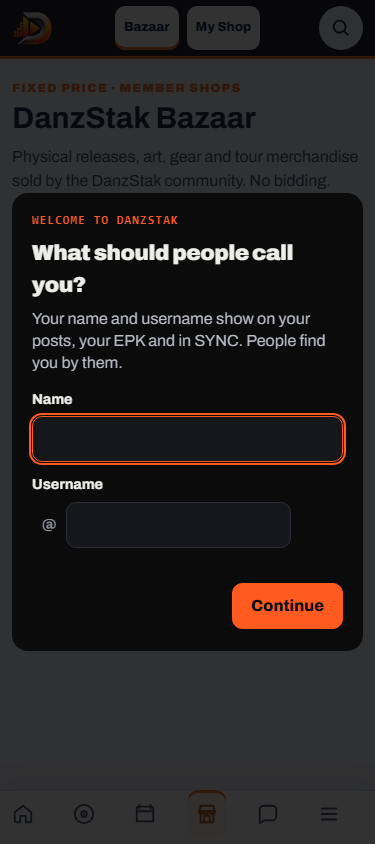 Bazaar
My Shop
FIXED PRICE · MEMBER SHOPS
DanzStak Bazaar
Physical releases, art, gear and tour merchandise
sold by the DanzStak community. No bidding.
WELCOME TO DANZSTAK
What should people call
you?
Your name and username show on your
posts, your EPK and in SYNC. People find
you by them.
Name
Username
@
Continue